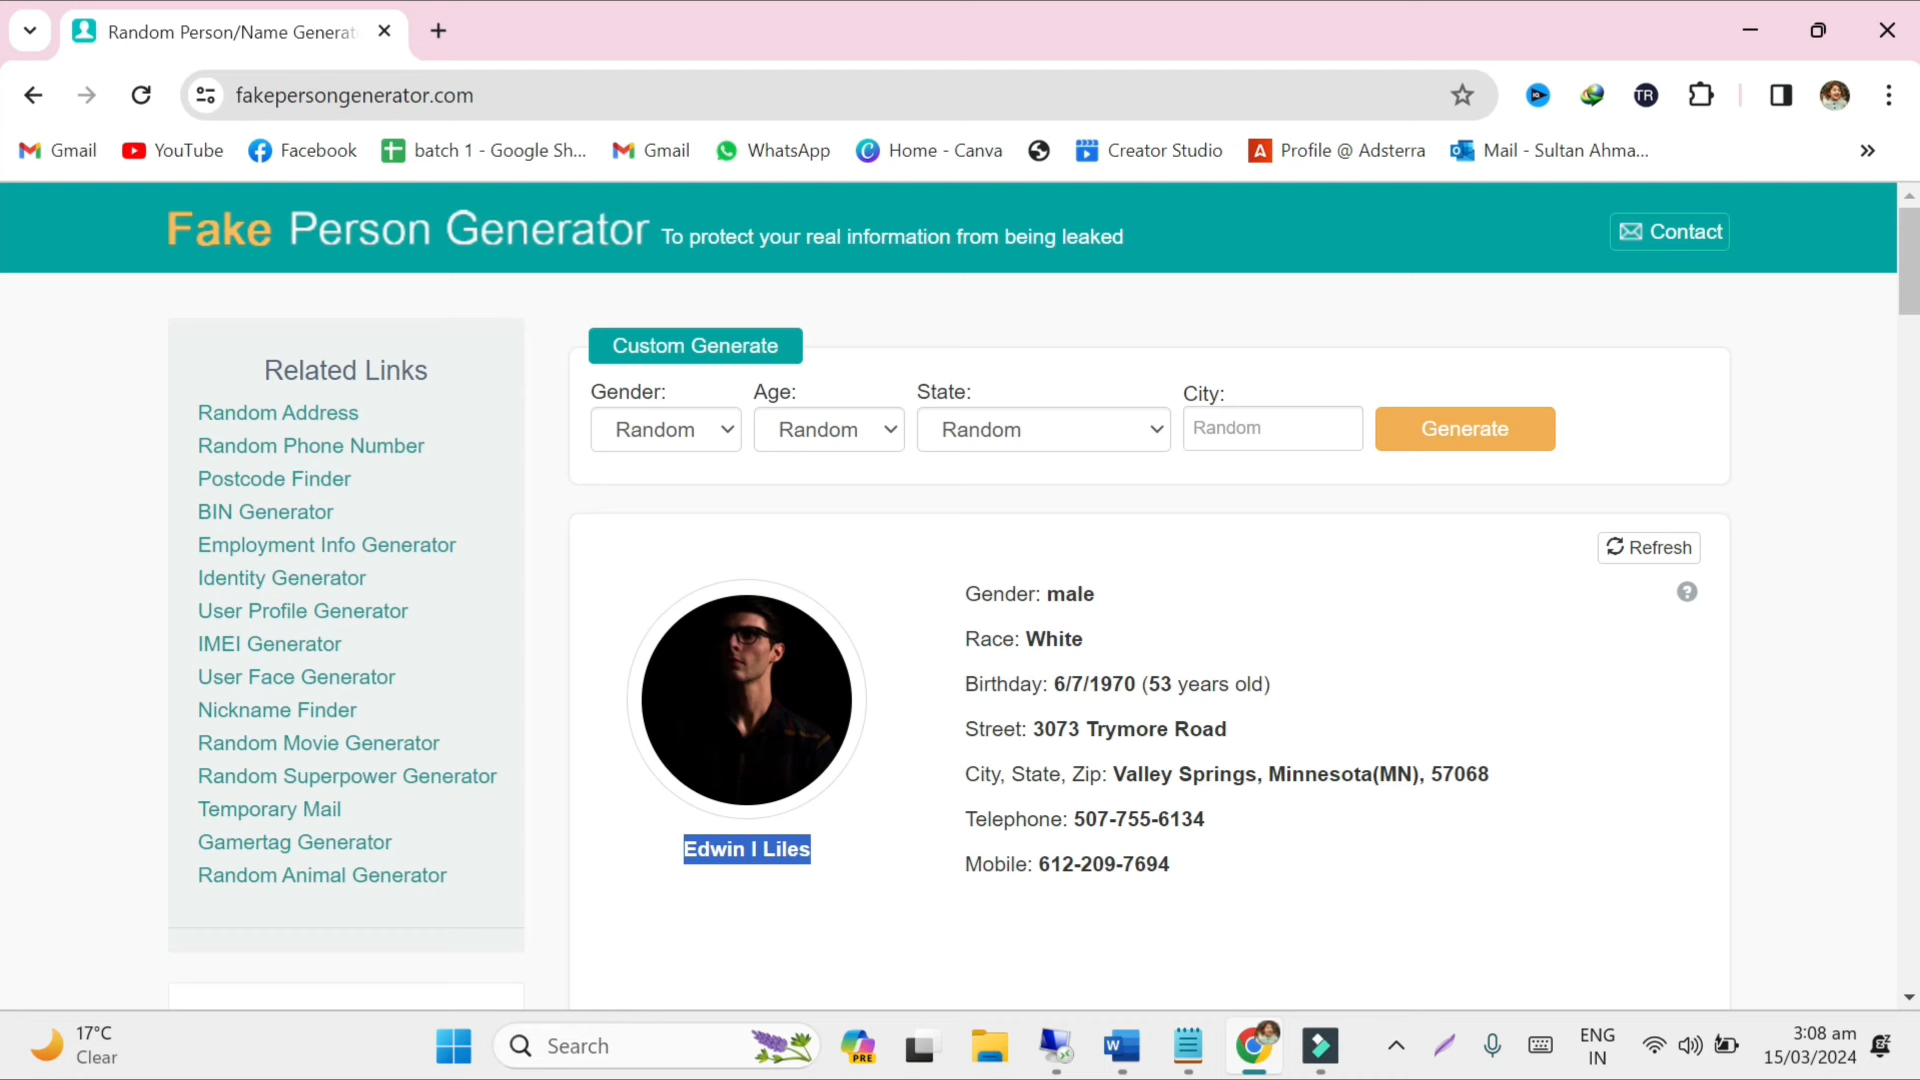 Random Person/Name Generat
fakepersongenerator.com
TR
Gmail
YouTube
Facebook
batch 1 - Google Sh...
Gmail
WhatsApp
Home - Canva
Creator Studio
Profile @ Adsterra
Mail - Sultan Ahma...
Fake Person Generator To protect your real information from being leaked
Contact
Related Links
Random Address
Random Phone Number
Postcode Finder
BIN Generator
Employment Info Generator
Identity Generator
User Profile Generator
IMEI Generator
User Face Generator
Nickname Finder
Random Movie Generator
Random Superpower Generator
Temporary Mail
Gamertag Generator
Random Animal Generator
Custom Generate
Gender: Age: State: City:
Random Random Random Random Generate
Refresh
Gender: male
Race: White
Birthday: 6/7/1970 (53 years old)
Street: 3073 Trymore Road
City, State, Zip: Valley Springs, Minnesota(MN), 57068
Telephone: 507-755-6134
Mobile: 612-209-7694
Edwin I Liles
17°C
Clear
Search
PRE
ENG
IN
3:08 am
15/03/2024